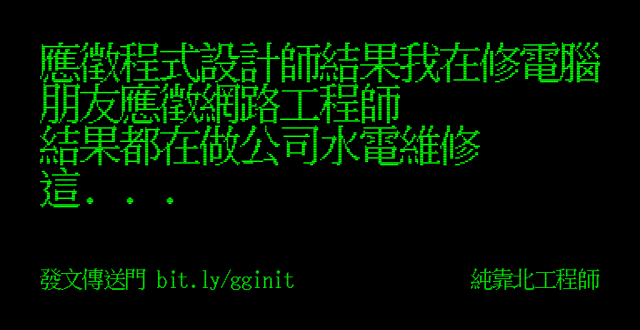 應徵程式設計師結果我在修電腦
朋友應徵網路工程師
結果都在做公司水電維修
這...
發文傳送門 bit.ly/gginit
純靠北工程師